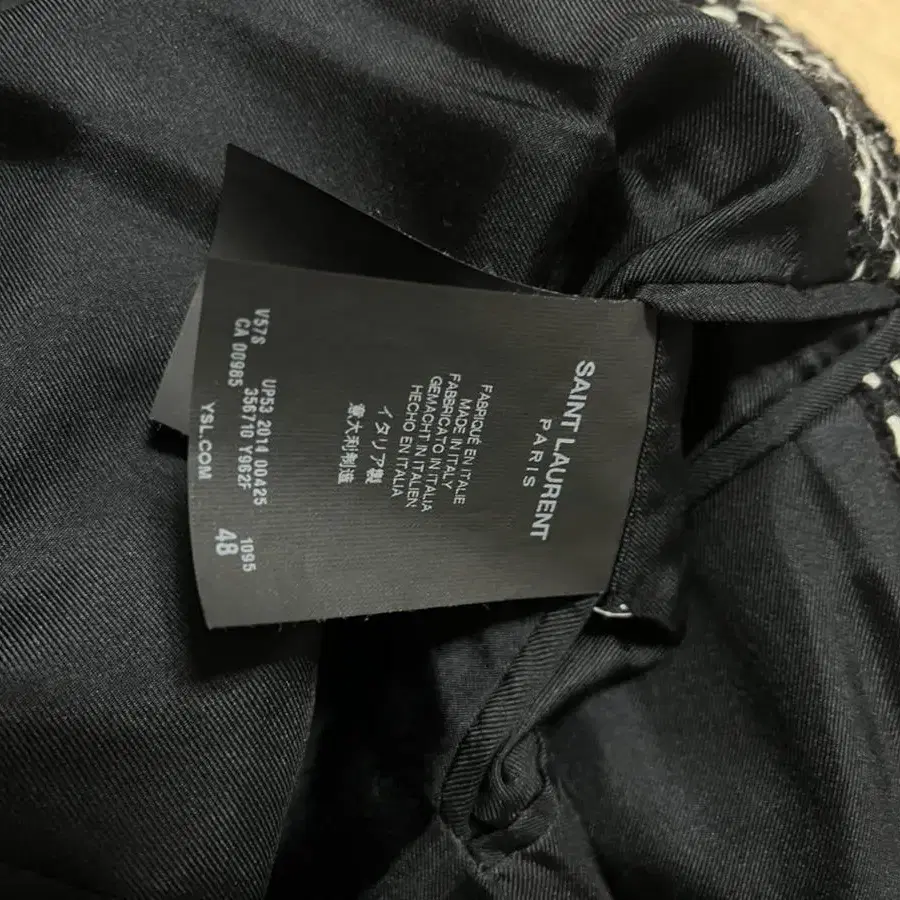 SAINT LAURENT
PARIS
FABRIQUÉ EN ITALIE
MADE IN ITALY
FABBRICATO IN ITALIA
GEMACHT IN ITALIEN
HECHO EN ITALIA
イタリア製
意大利制造
UP53 2014 00A25 1095
356710 Y962F
V57S
CA 00985 48
YSL.COM